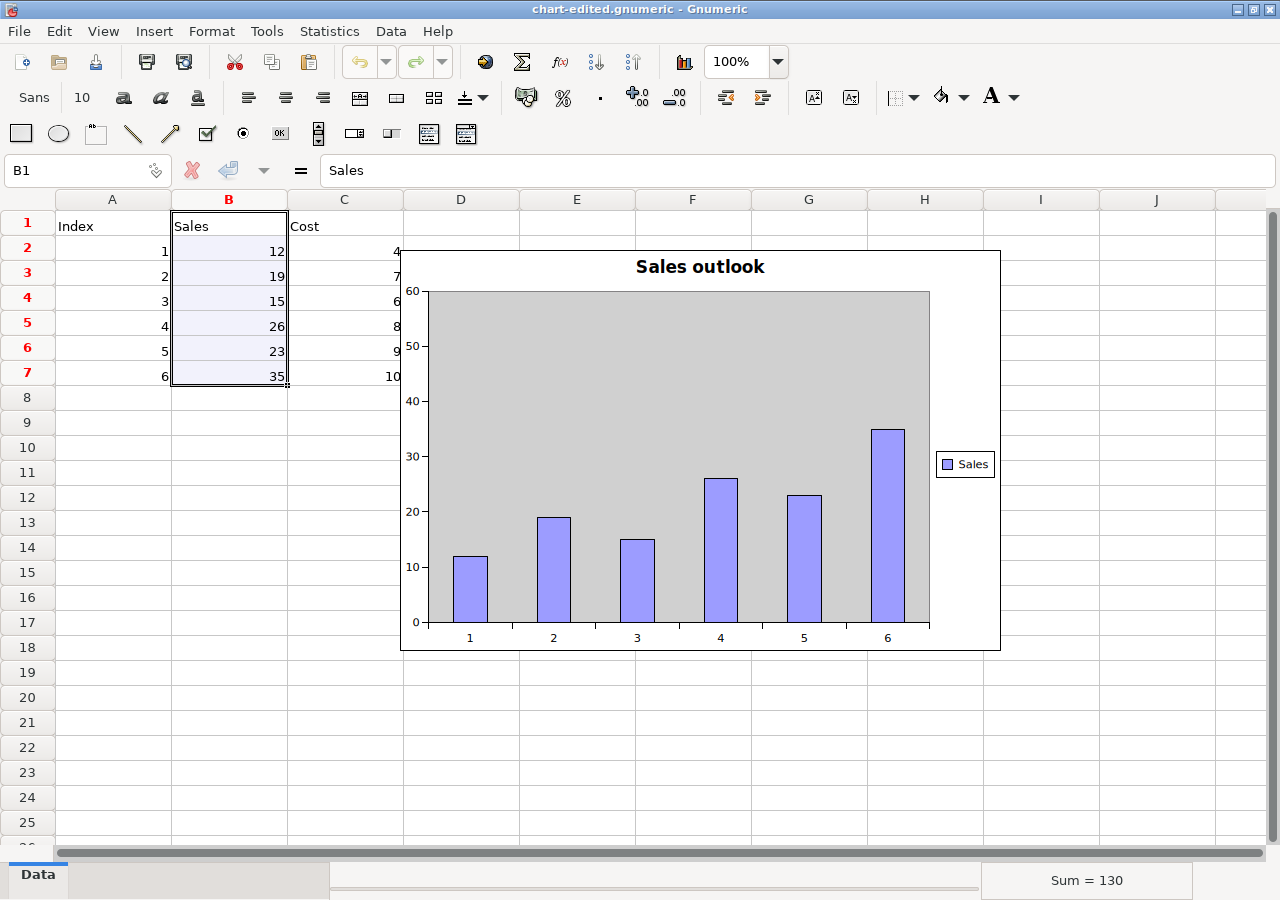 chart-edited.gnumeric - Gnumeric
File Edit View Insert Format Tools Statistics Data Help
f(x) 100%
Sans 10 a a a % .00 .00 A
ab OK
B1 Sales
A B C D E F G H I J
1 Index Sales Cost
2 1 12 4
3 2 19 7
4 3 15 6
5 4 26 8
6 5 23 9
7 6 35 10
8
9
10
11
12
13
14
15
16
17
18
19
20
21
22
23
24
25
Sales outlook
60
50
40
30
20
10
0
1 2 3 4 5 6
Sales
Data
Sum = 130